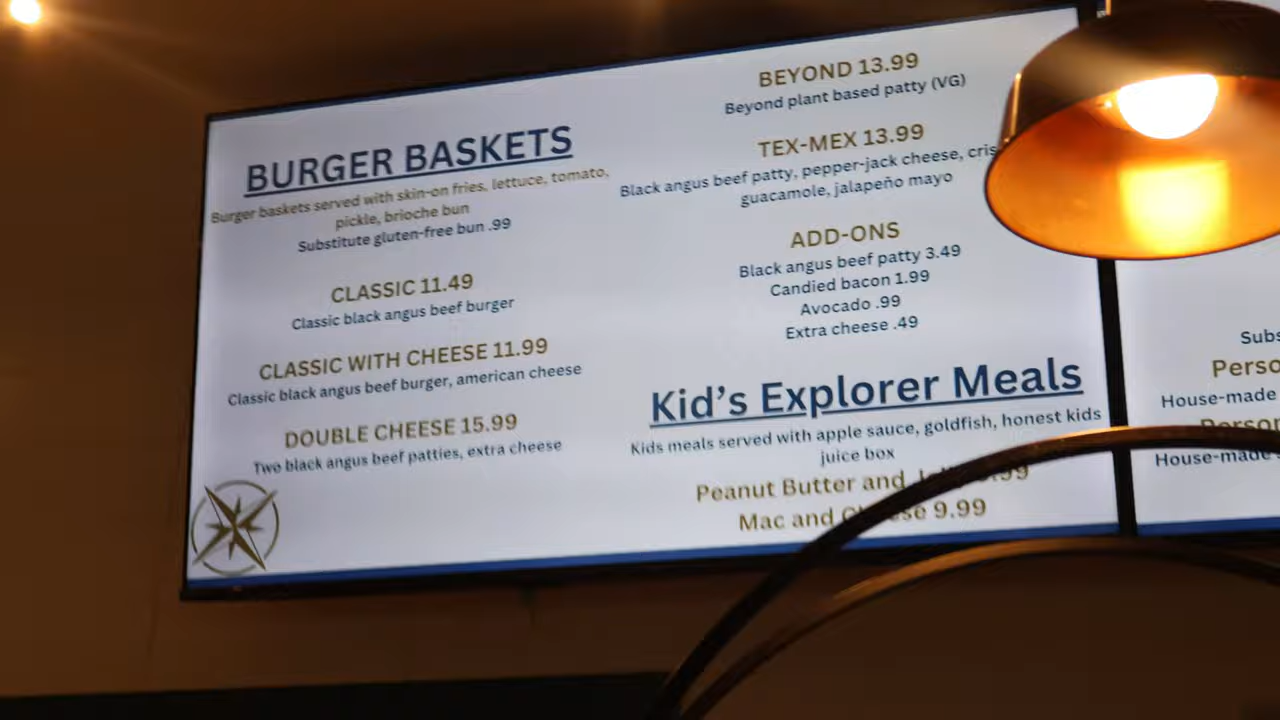 BURGER BASKETS
Burger baskets served with skin-on fries, lettuce, tomato,
pickle, brioche bun
Substitute gluten-free bun .99
CLASSIC 11.49
Classic black angus beef burger
CLASSIC WITH CHEESE 11.99
Classic black angus beef burger, american cheese
DOUBLE CHEESE 15.99
Two black angus beef patties, extra cheese
BEYOND 13.99
Beyond plant based patty (VG)
TEX-MEX 13.99
Black angus beef patty, pepper-jack cheese,
guacamole, jalapeño mayo
ADD-ONS
Black angus beef patty 3.49
Candied bacon 1.99
Avocado .99
Extra cheese .49
Kid's Explorer Meals
Kids meals served with apple sauce, goldfish, honest kids
juice box
Peanut Butter and
Mac and Cheese 9.99
House-made
House-made